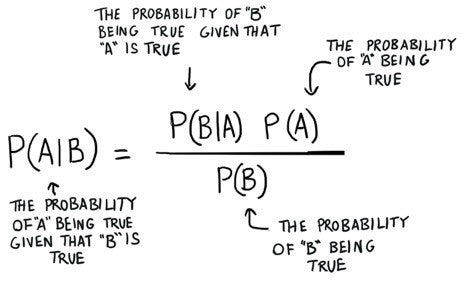 THE PROBABILITY OF "B"
BEING TRUE GIVEN THAT
"A" IS TRUE
THE PROBABILITY
OF "A" BEING
TRUE
P(A|B) = P(B|A) P(A)
P(B)
THE PROBABILITY
OF "A" BEING TRUE
GIVEN THAT "B" IS
TRUE
THE PROBABILITY
OF "B" BEING
TRUE